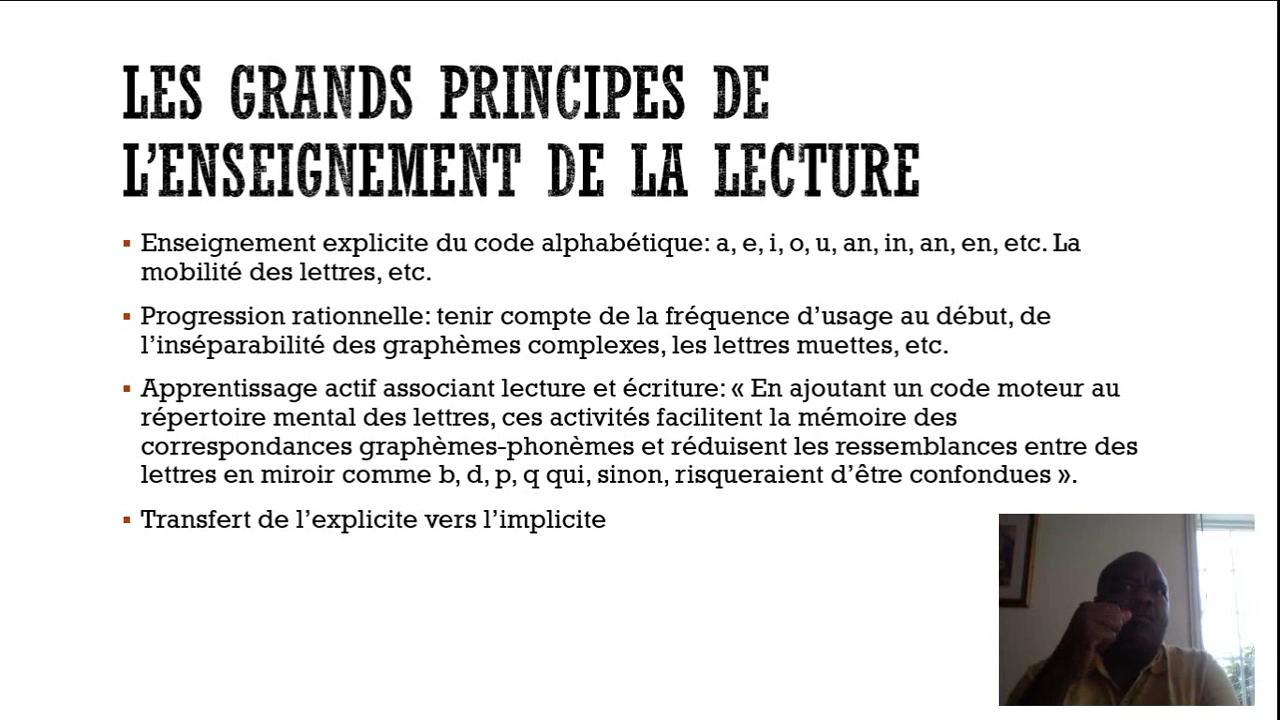 LES GRANDS PRINCIPES DE
L’ENSEIGNEMENT DE LA LECTURE
▪ Enseignement explicite du code alphabétique: a, e, i, o, u, an, in, an, en, etc. La
mobilité des lettres, etc.
▪ Progression rationnelle: tenir compte de la fréquence d’usage au début, de
l’inséparabilité des graphèmes complexes, les lettres muettes, etc.
▪ Apprentissage actif associant lecture et écriture: « En ajoutant un code moteur au
répertoire mental des lettres, ces activités facilitent la mémoire des
correspondances graphèmes-phonèmes et réduisent les ressemblances entre des
lettres en miroir comme b, d, p, q qui, sinon, risqueraient d’être confondues ».
▪ Transfert de l’explicite vers l’implicite